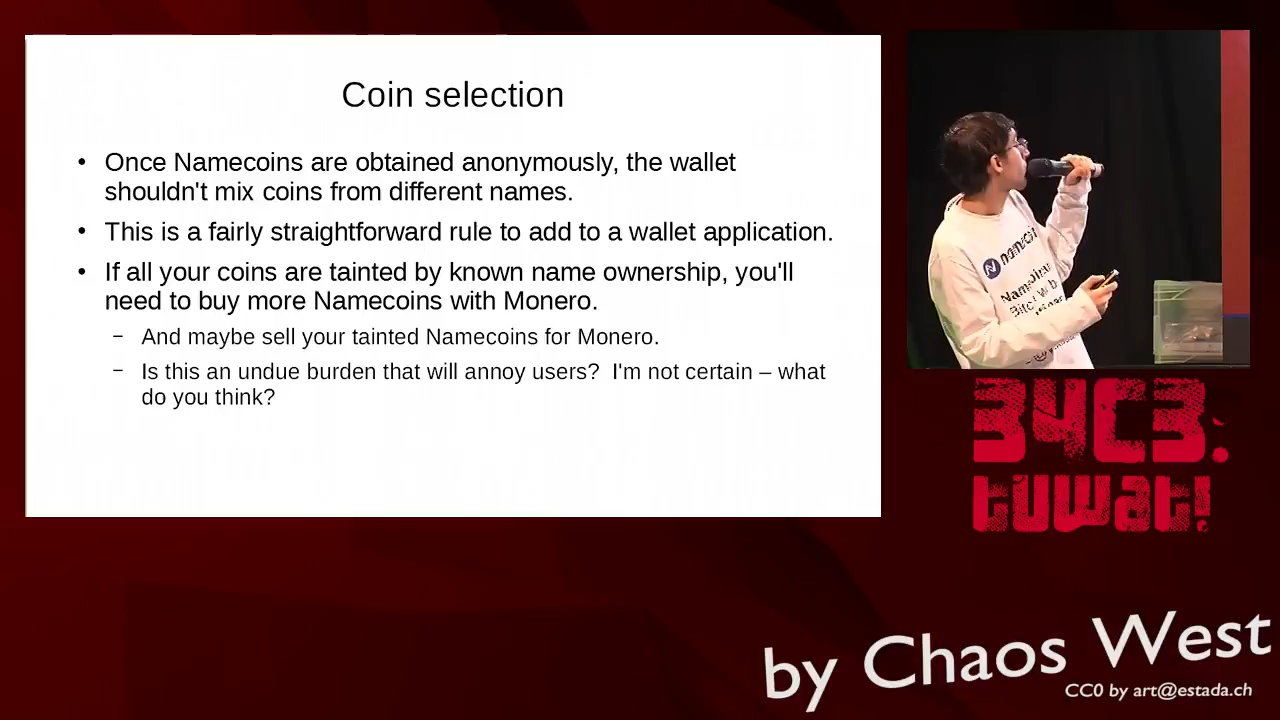 Coin selection
• Once Namecoins are obtained anonymously, the wallet
shouldn't mix coins from different names.
• This is a fairly straightforward rule to add to a wallet application.
• If all your coins are tainted by known name ownership, you'll
need to buy more Namecoins with Monero.
– And maybe sell your tainted Namecoins for Monero.
– Is this an undue burden that will annoy users?  I'm not certain – what
do you think?
34C3:
tuwat!
by Chaos West
CC0 by art@estada.ch